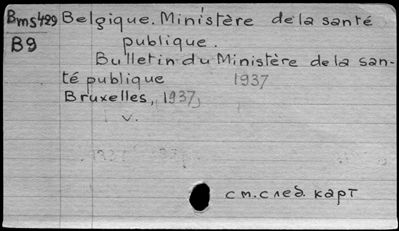 Bms429 Belgique. Ministère de la santé
B9 publique.
Bulletin du Ministère de la san-
té publique 1937
Bruxelles, 1937,
v.
см. след. карт